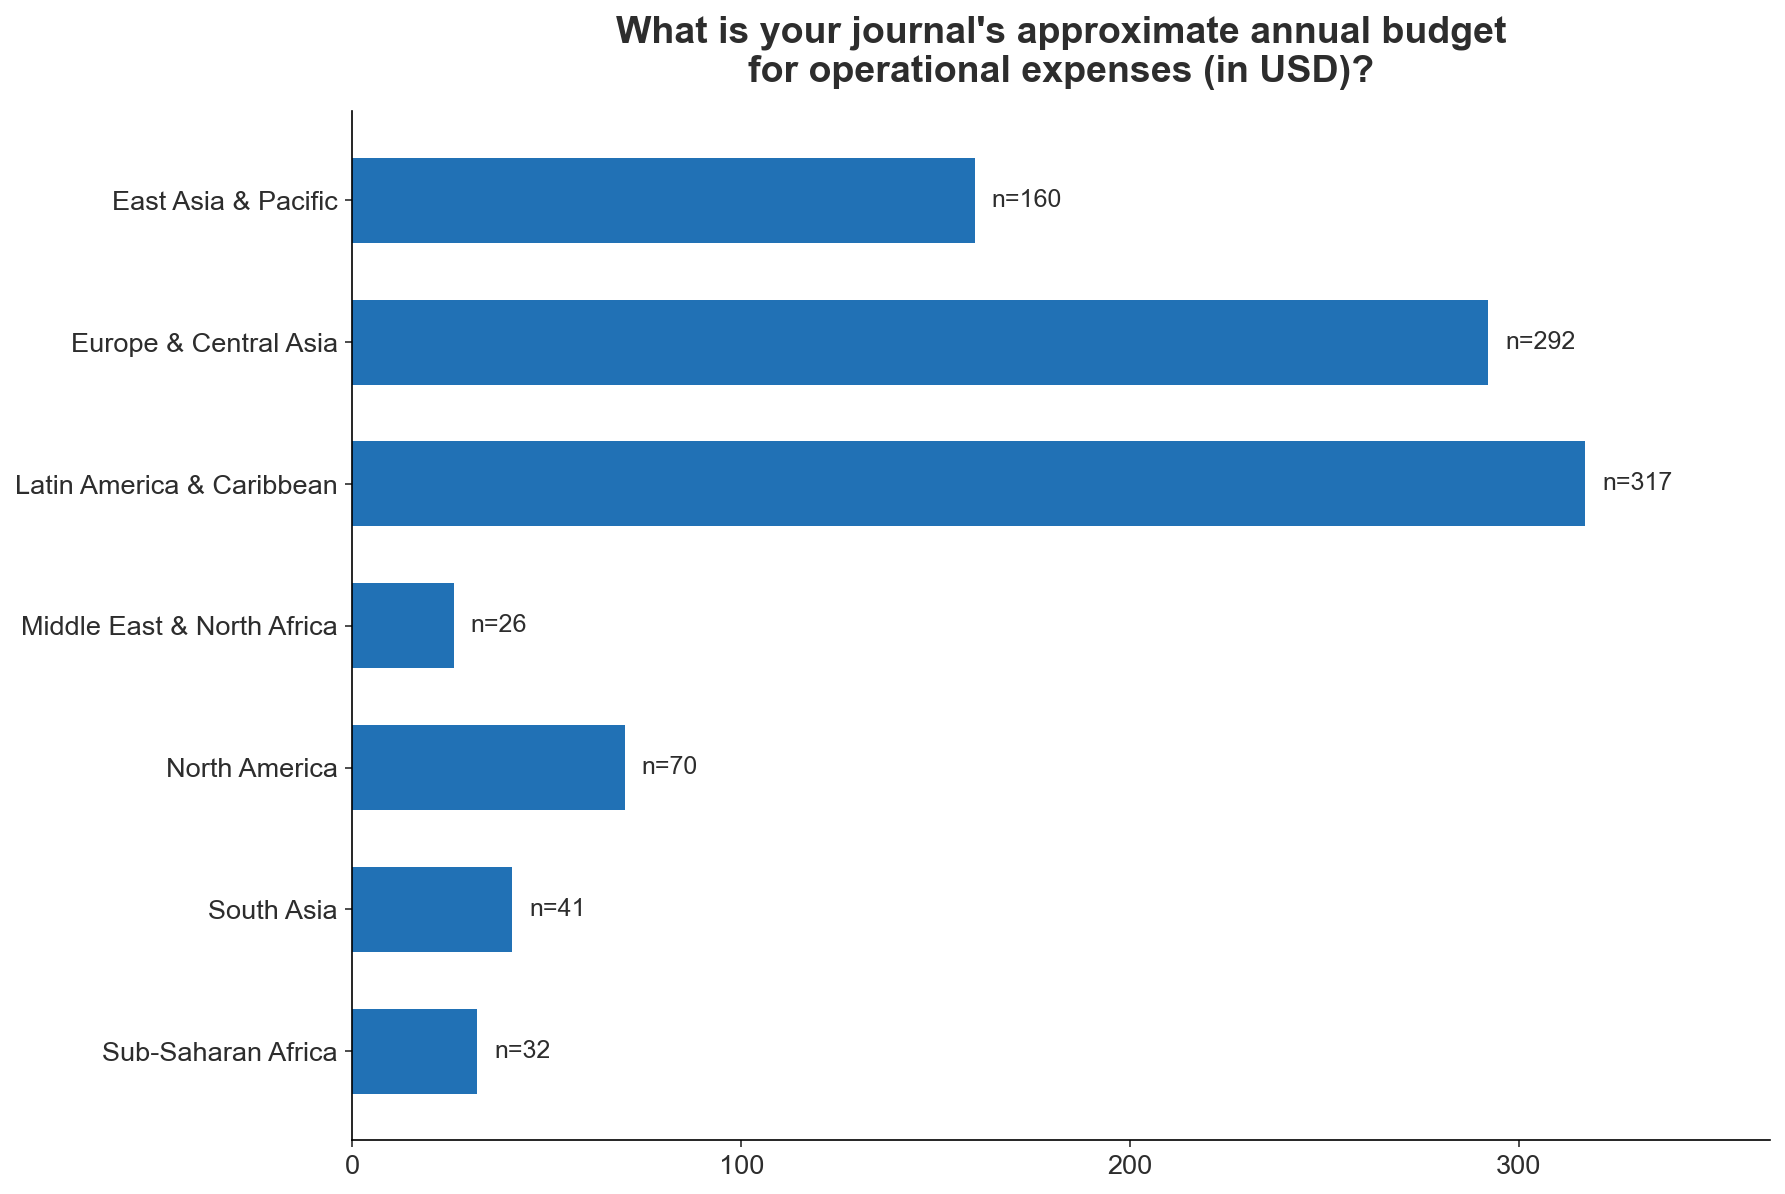 What is your journal's approximate annual budget
for operational expenses (in USD)?
East Asia & Pacific
n=160
Europe & Central Asia
n=292
Latin America & Caribbean
n=317
Middle East & North Africa
n=26
North America
n=70
South Asia
n=41
Sub-Saharan Africa
n=32
0
100
200
300